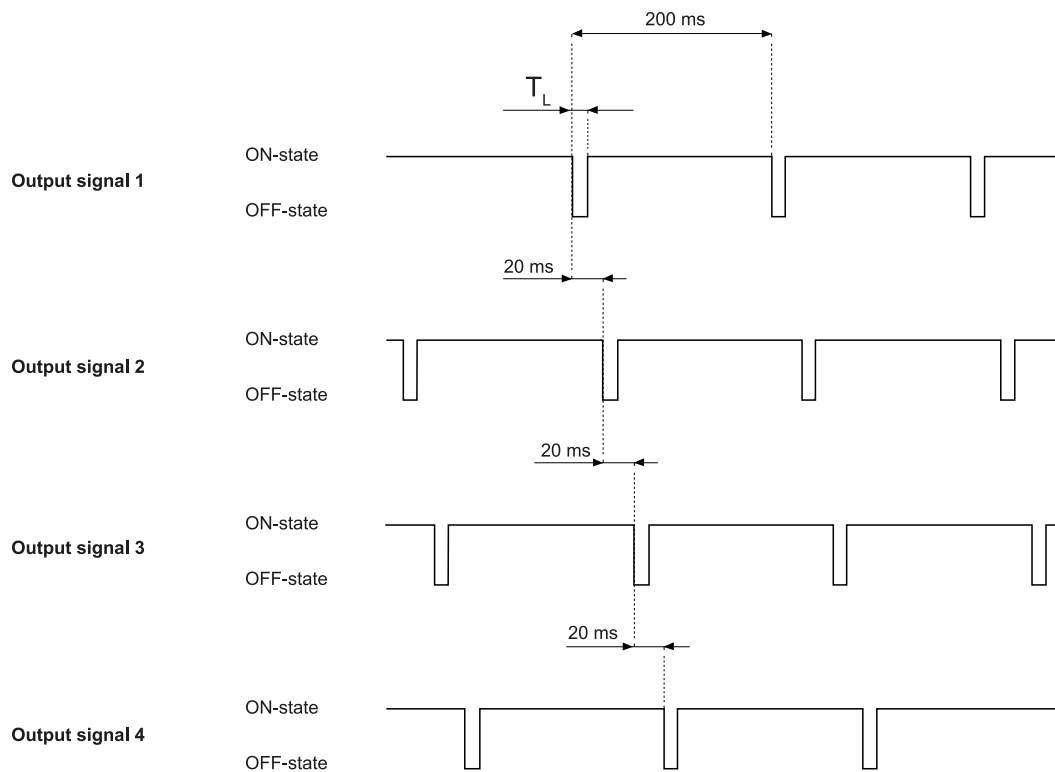 200 ms
T_L
ON-state
Output signal 1
OFF-state
20 ms
ON-state
Output signal 2
OFF-state
20 ms
ON-state
Output signal 3
OFF-state
20 ms
ON-state
Output signal 4
OFF-state